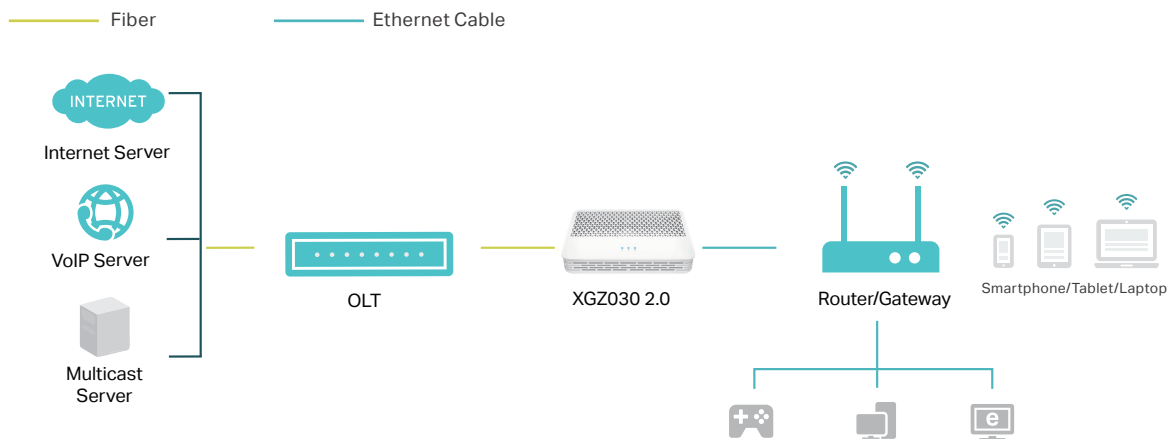 Fiber
Ethernet Cable
INTERNET
Internet Server
VoIP Server
Multicast
Server
OLT
XGZ030 2.0
Router/Gateway
Smartphone/Tablet/Laptop
e